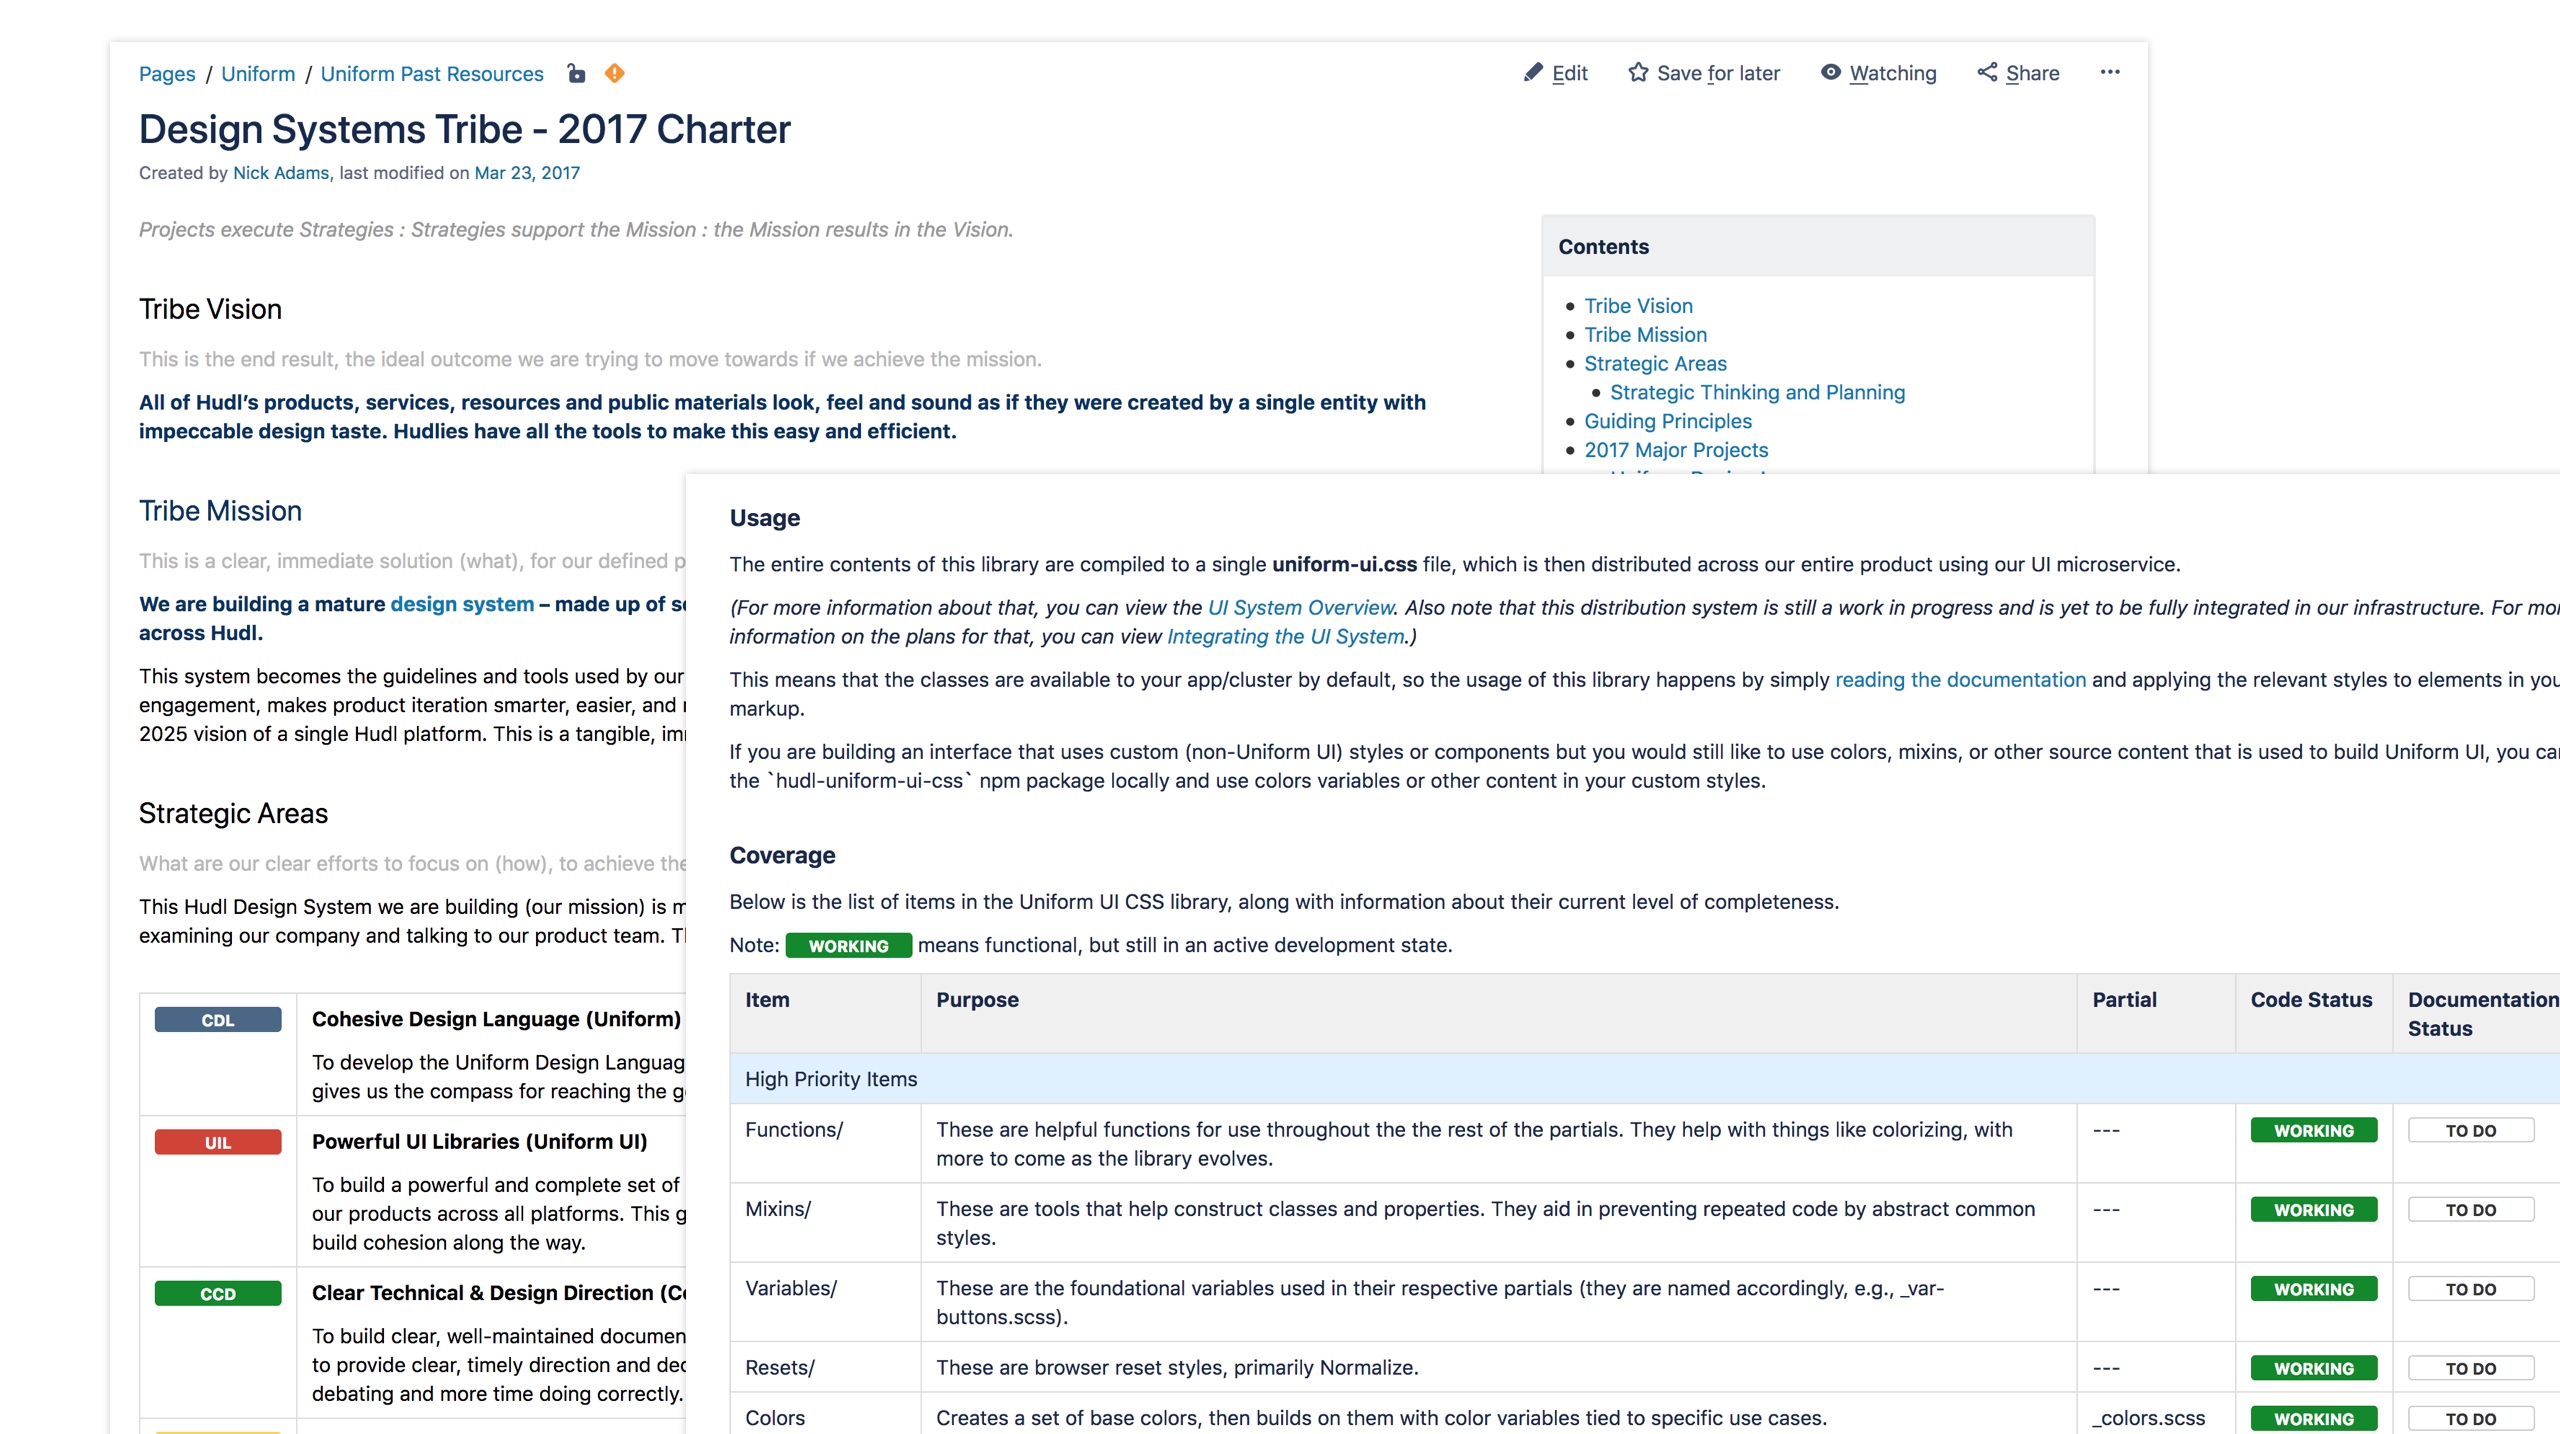 Pages / Uniform / Uniform Past Resources
Edit
Save for later
Watching
Share
Design Systems Tribe - 2017 Charter
Created by Nick Adams, last modified on Mar 23, 2017
Projects execute Strategies : Strategies support the Mission : the Mission results in the Vision.
Tribe Vision
This is the end result, the ideal outcome we are trying to move towards if we achieve the mission.
All of Hudl’s products, services, resources and public materials look, feel and sound as if they were created by a single entity with
impeccable design taste. Hudlies have all the tools to make this easy and efficient.
Contents
Tribe Vision
Tribe Mission
Strategic Areas
Strategic Thinking and Planning
Guiding Principles
2017 Major Projects
Tribe Mission
This is a clear, immediate solution (what), for our defined
We are building a mature design system – made up of
across Hudl.
This system becomes the guidelines and tools used by our
engagement, makes product iteration smarter, easier, and
2025 vision of a single Hudl platform. This is a tangible,
Strategic Areas
What are our clear efforts to focus on (how), to achieve the
This Hudl Design System we are building (our mission) is
examining our company and talking to our product team.
CDL
Cohesive Design Language (Uniform)
To develop the Uniform Design
gives us the compass for reaching the
UIL
Powerful UI Libraries (Uniform UI)
To build a powerful and complete set of
our products across all platforms. This
build cohesion along the way.
CCD
Clear Technical & Design Direction
To build clear, well-maintained
to provide clear, timely direction and
debating and more time doing correctly.
Usage
The entire contents of this library are compiled to a single uniform-ui.css file, which is then distributed across our entire product using our UI microservice.
(For more information about that, you can view the UI System Overview. Also note that this distribution system is still a work in progress and is yet to be fully integrated in our infrastructure. For
information on the plans for that, you can view Integrating the UI System.)
This means that the classes are available to your app/cluster by default, so the usage of this library happens by simply reading the documentation and applying the relevant styles to elements in
markup.
If you are building an interface that uses custom (non-Uniform UI) styles or components but you would still like to use colors, mixins, or other source content that is used to build Uniform UI, you
the `hudl-uniform-ui-css` npm package locally and use colors variables or other content in your custom styles.
Coverage
Below is the list of items in the Uniform UI CSS library, along with information about their current level of completeness.
Note: WORKING means functional, but still in an active development state.
Item Purpose Partial Code Status Documentation
Status
High Priority Items
Functions/ These are helpful functions for use throughout the the rest of the partials. They help with things like colorizing, with --- WORKING TO DO
more to come as the library evolves.
Mixins/ These are tools that help construct classes and properties. They aid in preventing repeated code by abstract common --- WORKING TO DO
styles.
Variables/ These are the foundational variables used in their respective partials (they are named accordingly, e.g., _var- --- WORKING TO DO
buttons.scss).
Resets/ These are browser reset styles, primarily Normalize. --- WORKING TO DO
Colors Creates a set of base colors, then builds on them with color variables tied to specific use cases. _colors.scss WORKING TO DO